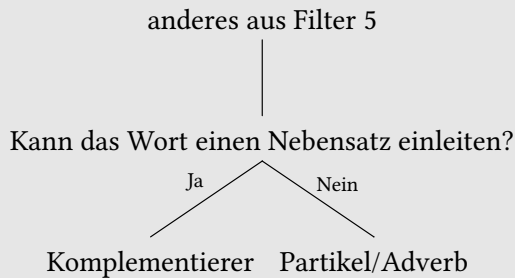 anderes aus Filter 5
Kann das Wort einen Nebensatz einleiten?
Ja
Nein
Komplementierer
Partikel/Adverb